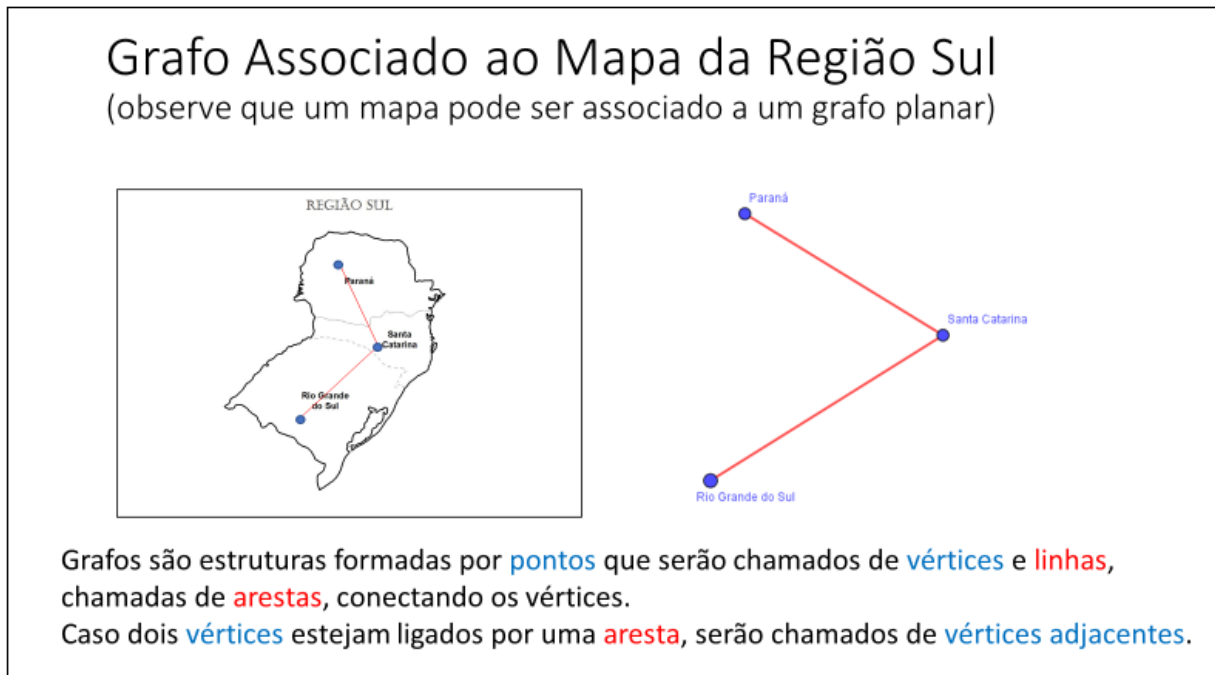 Grafo Associado ao Mapa da Região Sul
(observe que um mapa pode ser associado a um grafo planar)
REGIÃO SUL
Paraná
Santa
Catarina
Rio Grande
do Sul
Paraná
Santa Catarina
Rio Grande do Sul
Grafos são estruturas formadas por pontos que serão chamados de vértices e linhas,
chamadas de arestas, conectando os vértices.
Caso dois vértices estejam ligados por uma aresta, serão chamados de vértices adjacentes.